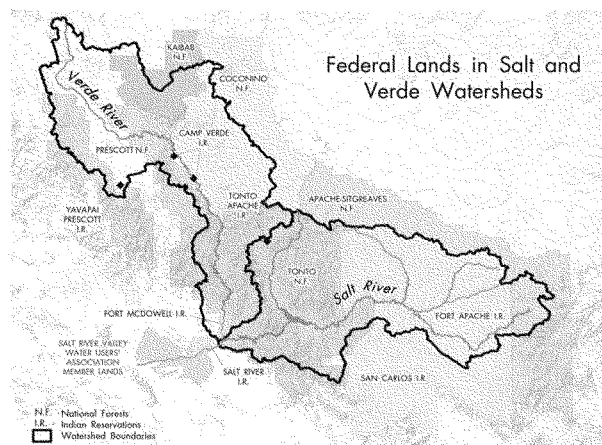 Federal Lands in Salt and
Verde Watersheds
KAIBAB
N.F.
COCONINO
N.F.
Verde River
CAMP VERDE
I.R.
PRESCOTT N.F.
YAVAPAI
PRESCOTT
I.R.
TONTO
APACHE
I.R.
APACHE-SITGREAVES
N.F.
TONTO
N.F.
Salt River
FORT MCDOWELL I.R.
FORT APACHE I.R.
SALT RIVER VALLEY
WATER USERS'
ASSOCIATION
MEMBER LANDS
SALT RIVER
I.R.
SAN CARLOS I.R.
N.F. - National Forests
I.R. - Indian Reservations
Watershed Boundaries